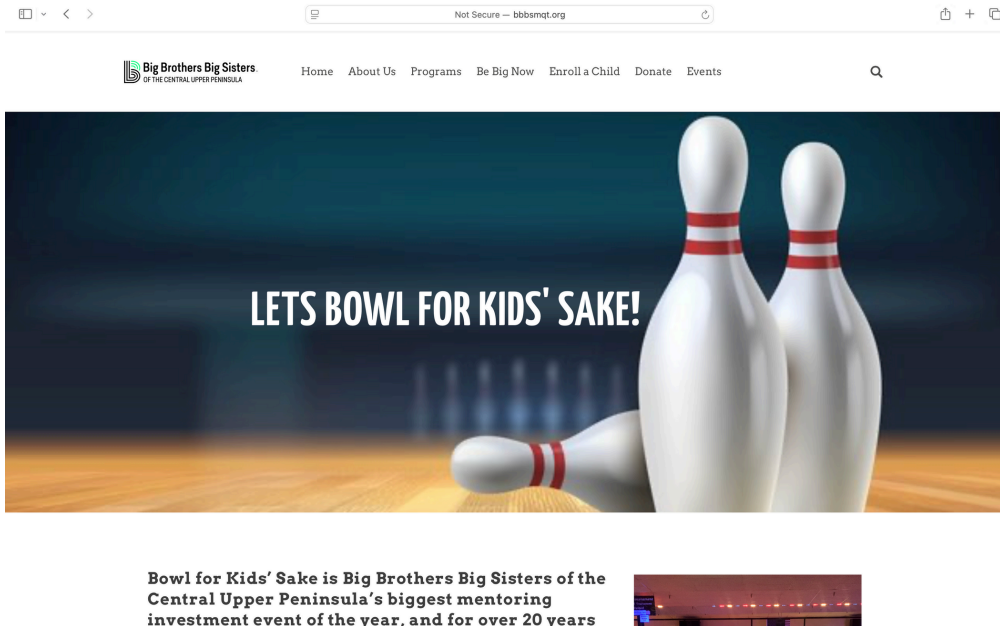 Not Secure — bbbsmqt.org
Big Brothers Big Sisters.
OF THE CENTRAL UPPER PENINSULA
Home About Us Programs Be Big Now Enroll a Child Donate Events
LETS BOWL FOR KIDS' SAKE!
Bowl for Kids’ Sake is Big Brothers Big Sisters of the
Central Upper Peninsula’s biggest mentoring
investment event of the year, and for over 20 years